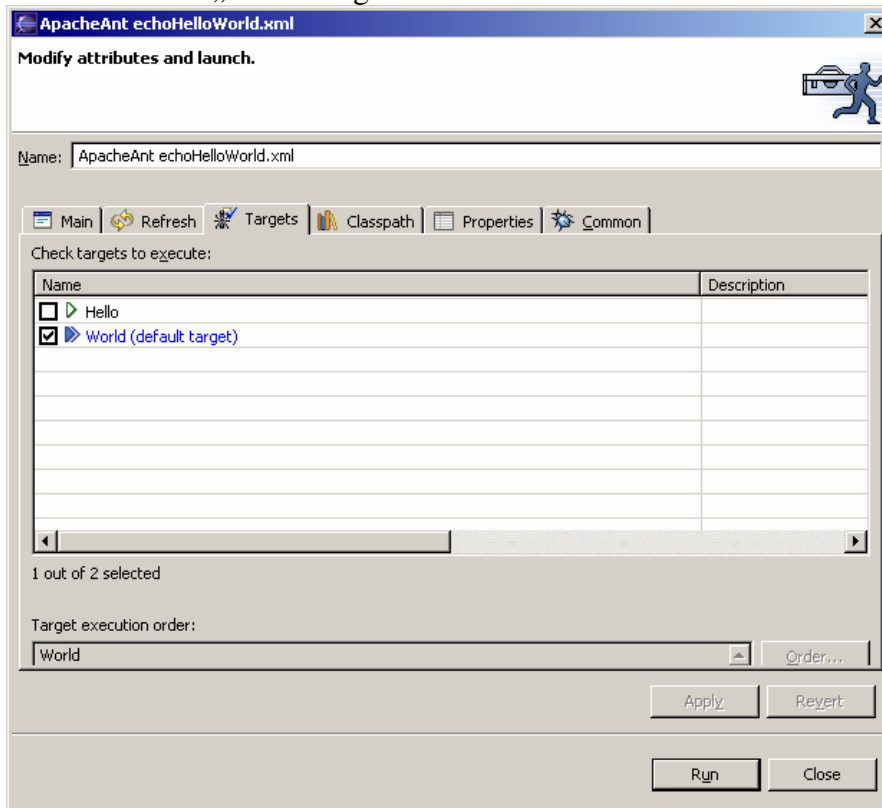 ApacheAnt echoHelloWorld.xml
Modify attributes and launch.
Name: ApacheAnt echoHelloWorld.xml
Main Refresh Targets Classpath Properties Common
Check targets to execute:
Name Description
Hello
World (default target)
1 out of 2 selected
Target execution order:
World Order...
Apply Revert
Run Close